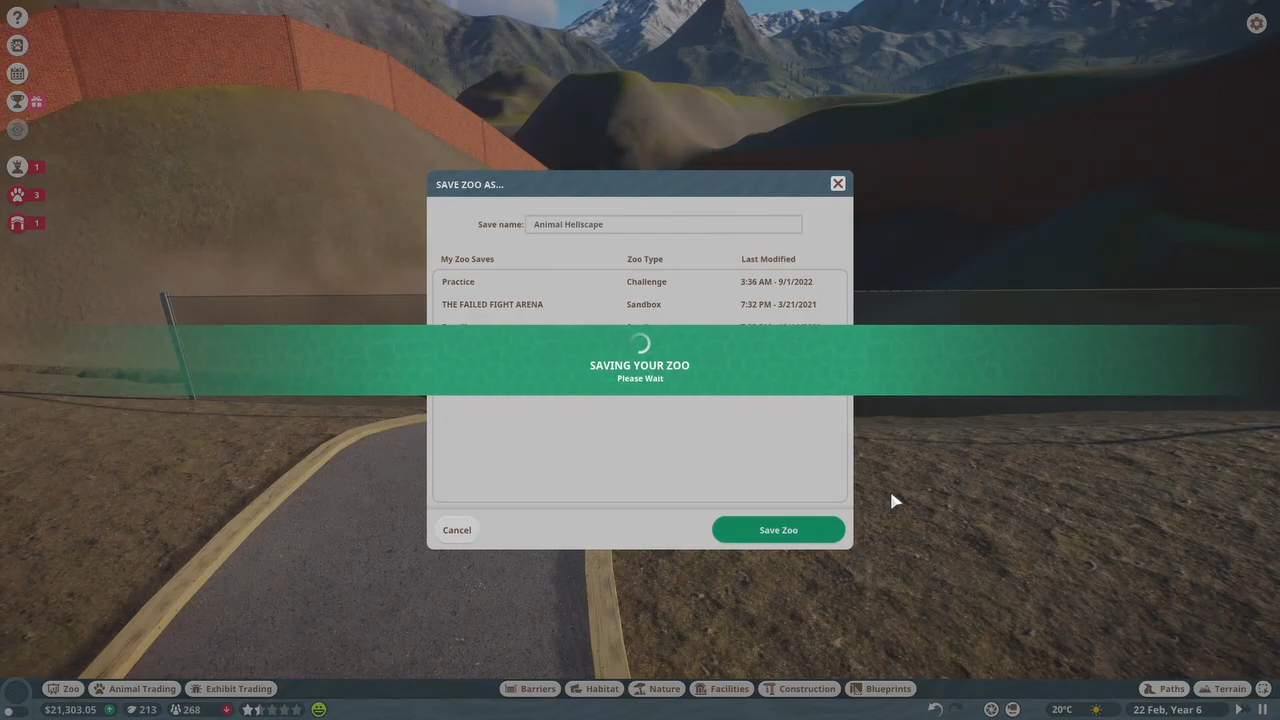 ?
1
3
1
SAVE ZOO AS...
Save name: Animal Hellscape
My Zoo Saves Zoo Type Last Modified
Practice Challenge 3:36 AM - 9/1/2022
THE FAILED FIGHT ARENA Sandbox 7:32 PM - 3/21/2021
SAVING YOUR ZOO
Please Wait
Cancel Save Zoo
Zoo Animal Trading Exhibit Trading Barriers Habitat Nature Facilities Construction Blueprints Paths Terrain
$21,303.05 213 268 20°C 22 Feb, Year 6